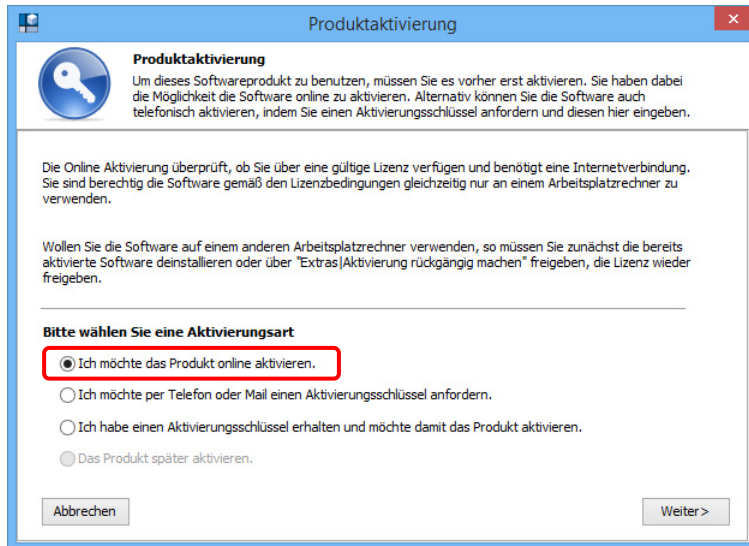 Produktaktivierung
Produktaktivierung
Um dieses Softwareprodukt zu benutzen, müssen Sie es vorher erst aktivieren. Sie haben dabei
die Möglichkeit die Software online zu aktivieren. Alternativ können Sie die Software auch
telefonisch aktivieren, indem Sie einen Aktivierungsschlüssel anfordern und diesen hier eingeben.
Die Online Aktivierung überprüft, ob Sie über eine gültige Lizenz verfügen und benötigt eine Internetverbindung.
Sie sind berechtig die Software gemäß den Lizenzbedingungen gleichzeitig nur an einem Arbeitsplatzrechner zu
verwenden.
Wollen Sie die Software auf einem anderen Arbeitsplatzrechner verwenden, so müssen Sie zunächst die bereits
aktivierte Software deinstallieren oder über "Extras|Aktivierung rückgängig machen" freigeben, die Lizenz wieder
freigeben.
Bitte wählen Sie eine Aktivierungsart
Ich möchte das Produkt online aktivieren.
Ich möchte per Telefon oder Mail einen Aktivierungsschlüssel anfordern.
Ich habe einen Aktivierungsschlüssel erhalten und möchte damit das Produkt aktivieren.
Das Produkt später aktivieren.
Abbrechen
Weiter>